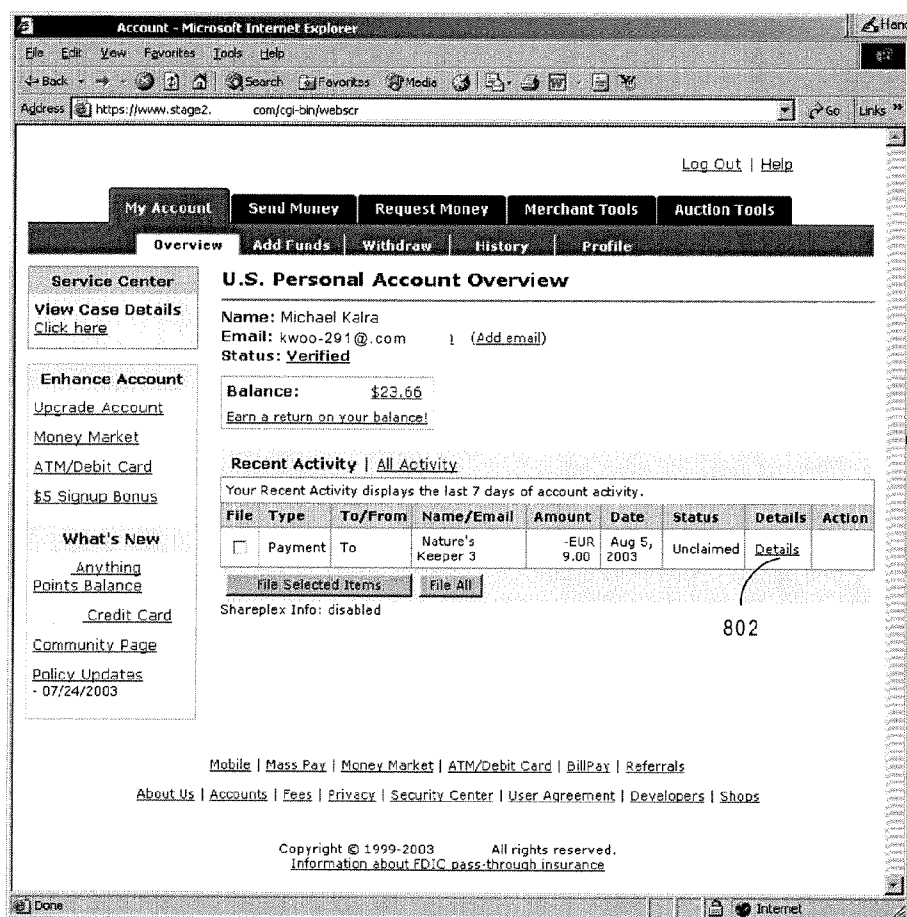 Account - Microsoft Internet Explorer
Hand
File Edit View Favorites Tools Help
Back Search Favorites Media
Address https://www.stage2. com/cgi-bin/webscr Go Links »
Log Out | Help
My Account Send Money Request Money Merchant Tools Auction Tools
Overview Add Funds Withdraw History Profile
Service Center
View Case Details
Click here
Enhance Account
Upgrade Account
Money Market
ATM/Debit Card
$5 Signup Bonus
What's New
Anything
Points Balance
Credit Card
Community Page
Policy Updates
- 07/24/2003
U.S. Personal Account Overview
Name: Michael Kalra
Email: kwoo-291@.com (Add email)
Status: Verified
Balance: $23.66
Earn a return on your balance!
Recent Activity | All Activity
Your Recent Activity displays the last 7 days of account activity.
File Type To/From Name/Email Amount Date Status Details Action
Payment To Nature's Keeper 3 -EUR 9.00 Aug 5, 2003 Unclaimed Details
File Selected Items File All
Shareplex Info: disabled
802
Mobile | Mass Pay | Money Market | ATM/Debit Card | BillPay | Referrals
About Us | Accounts | Fees | Privacy | Security Center | User Agreement | Developers | Shops
Copyright © 1999-2003 All rights reserved.
Information about FDIC pass-through insurance
Done Internet